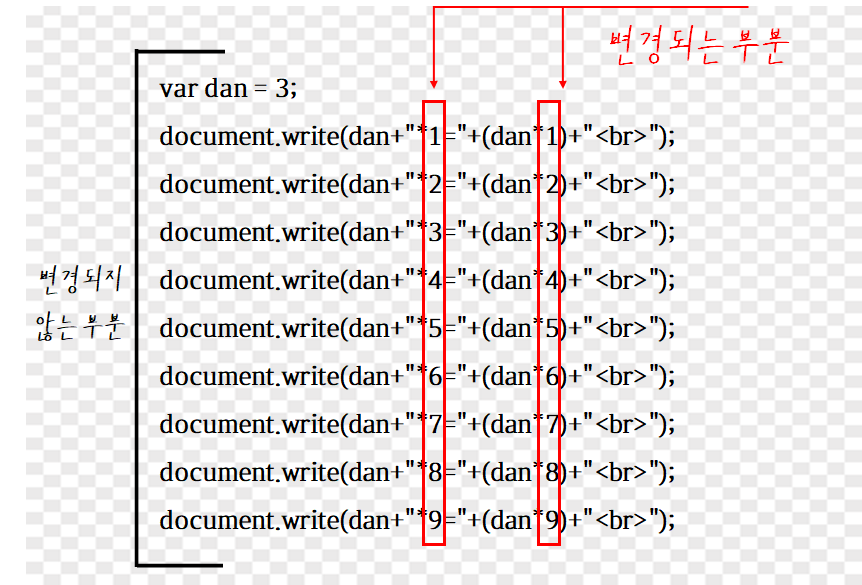 변경되는 부분
var dan = 3;
document.write(dan+"*1="+(dan*1)+"<br>");
document.write(dan+"*2="+(dan*2)+"<br>");
document.write(dan+"*3="+(dan*3)+"<br>");
document.write(dan+"*4="+(dan*4)+"<br>");
document.write(dan+"*5="+(dan*5)+"<br>");
document.write(dan+"*6="+(dan*6)+"<br>");
document.write(dan+"*7="+(dan*7)+"<br>");
document.write(dan+"*8="+(dan*8)+"<br>");
document.write(dan+"*9="+(dan*9)+"<br>");
변경되지
않는 부분